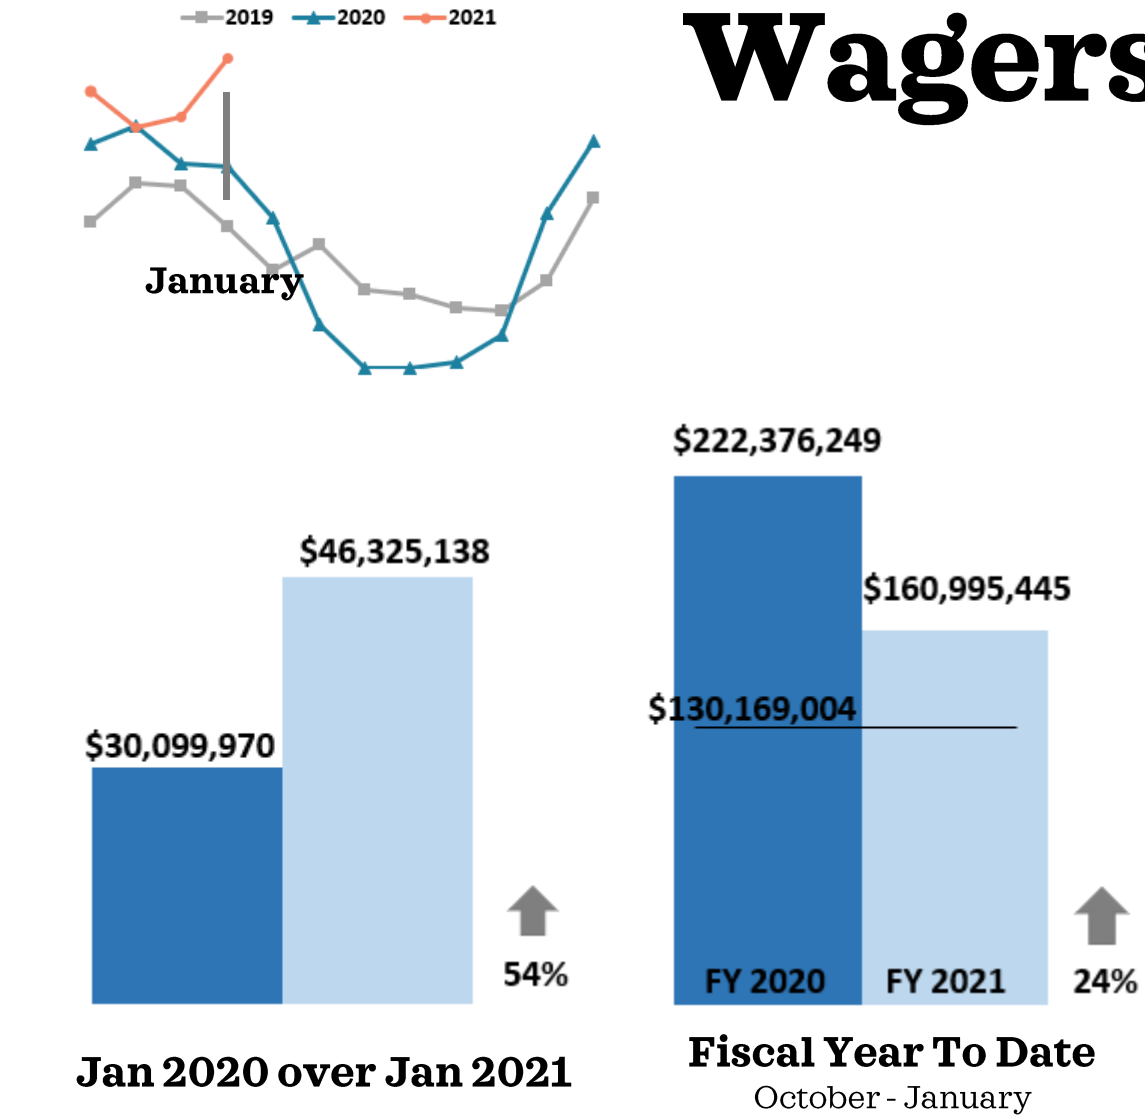 2019 2020 2021
Wagers
January
$222,376,249
$46,325,138
$160,995,445
$130,169,004
$30,099,970
54%
FY 2020 FY 2021 24%
Jan 2020 over Jan 2021
Fiscal Year To Date
October - January